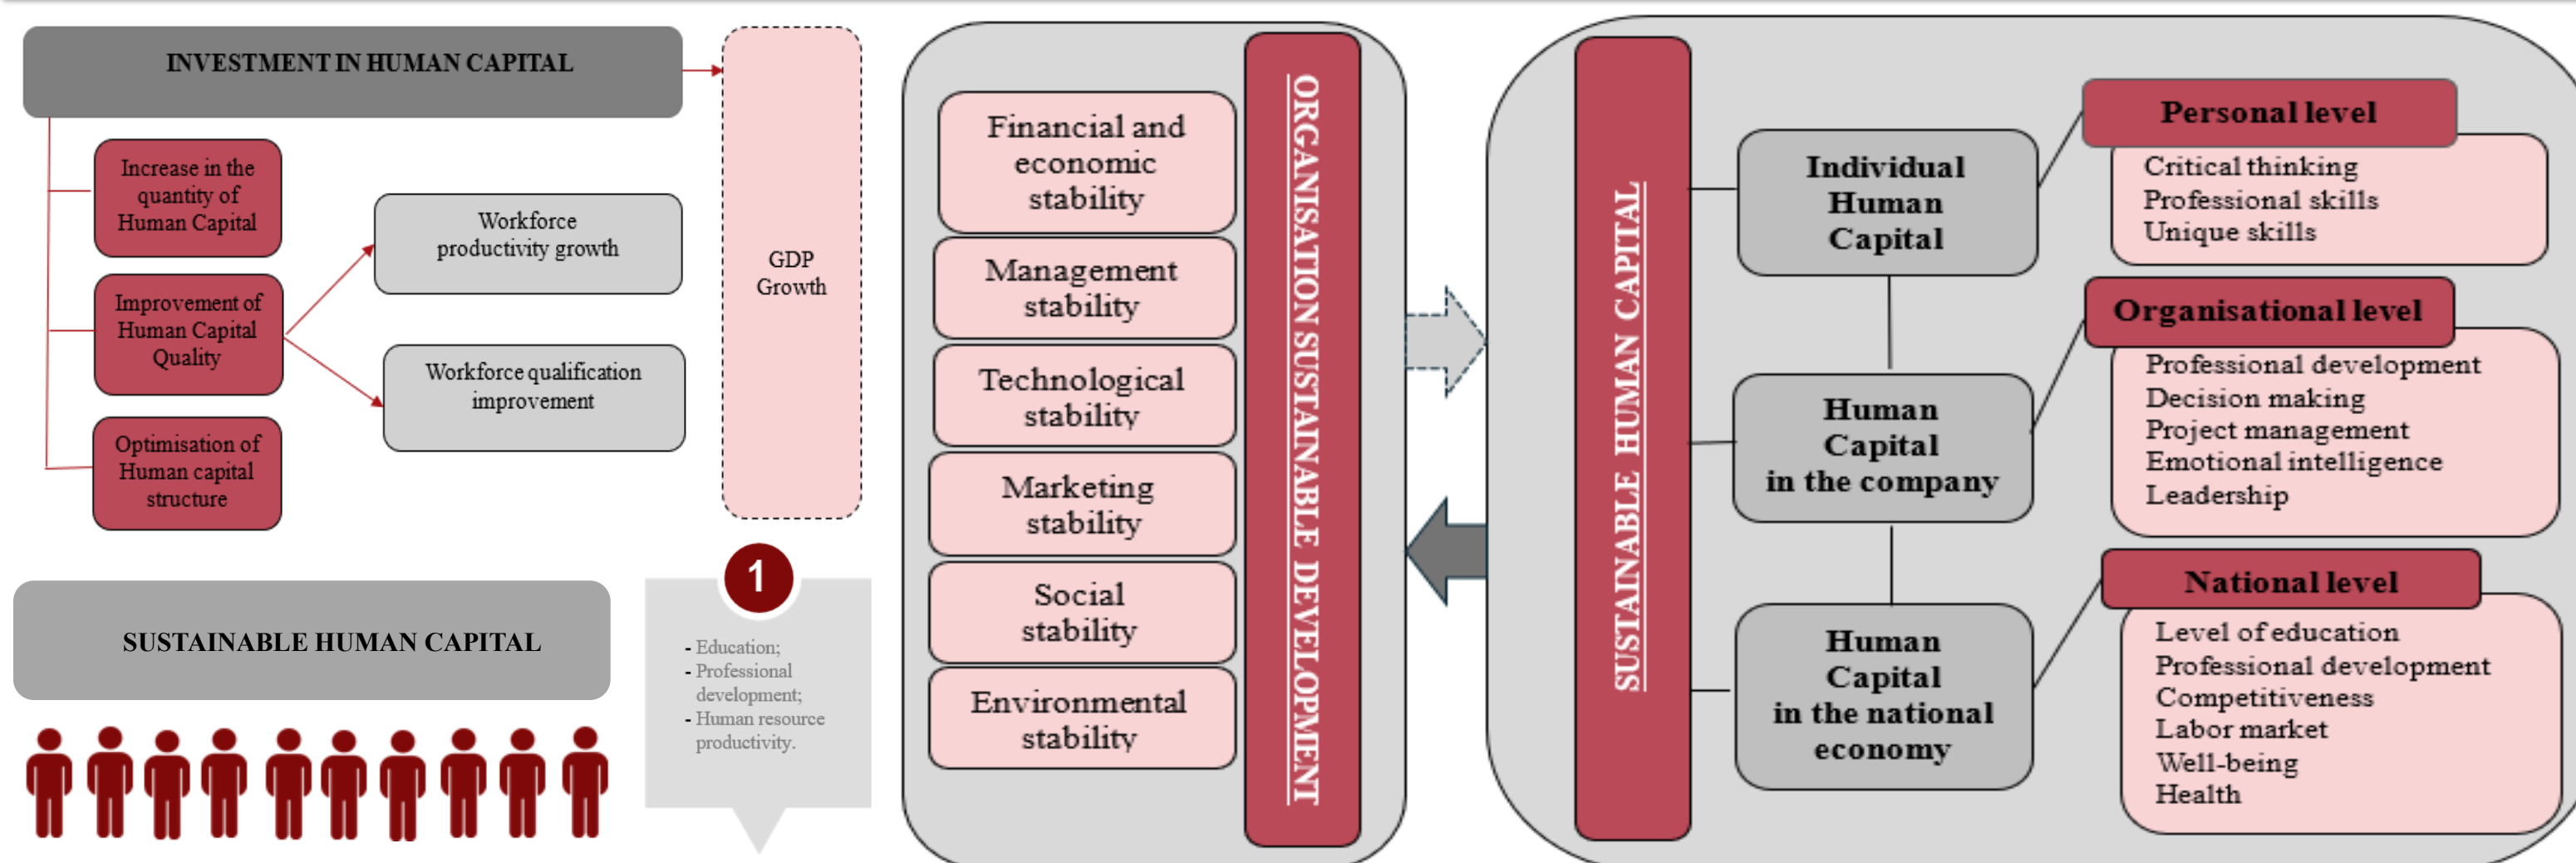 INVESTMENT IN HUMAN CAPITAL
Increase in the
quantity of
Human Capital
Improvement of
Human Capital
Quality
Optimisation of
Human capital
structure
Workforce
productivity growth
Workforce qualification
improvement
GDP
Growth
SUSTAINABLE HUMAN CAPITAL
1
- Education;
- Professional
development;
- Human resource
productivity.
Financial and
economic
stability
Management
stability
Technological
stability
Marketing
stability
Social
stability
Environmental
stability
ORGANISATION SUSTAINABLE DEVELOPMENT
SUSTAINABLE HUMAN CAPITAL
Individual
Human
Capital
Human
Capital
in the company
Human
Capital
in the national
economy
Personal level
Critical thinking
Professional skills
Unique skills
Organisational level
Professional development
Decision making
Project management
Emotional intelligence
Leadership
National level
Level of education
Professional development
Competitiveness
Labor market
Well-being
Health